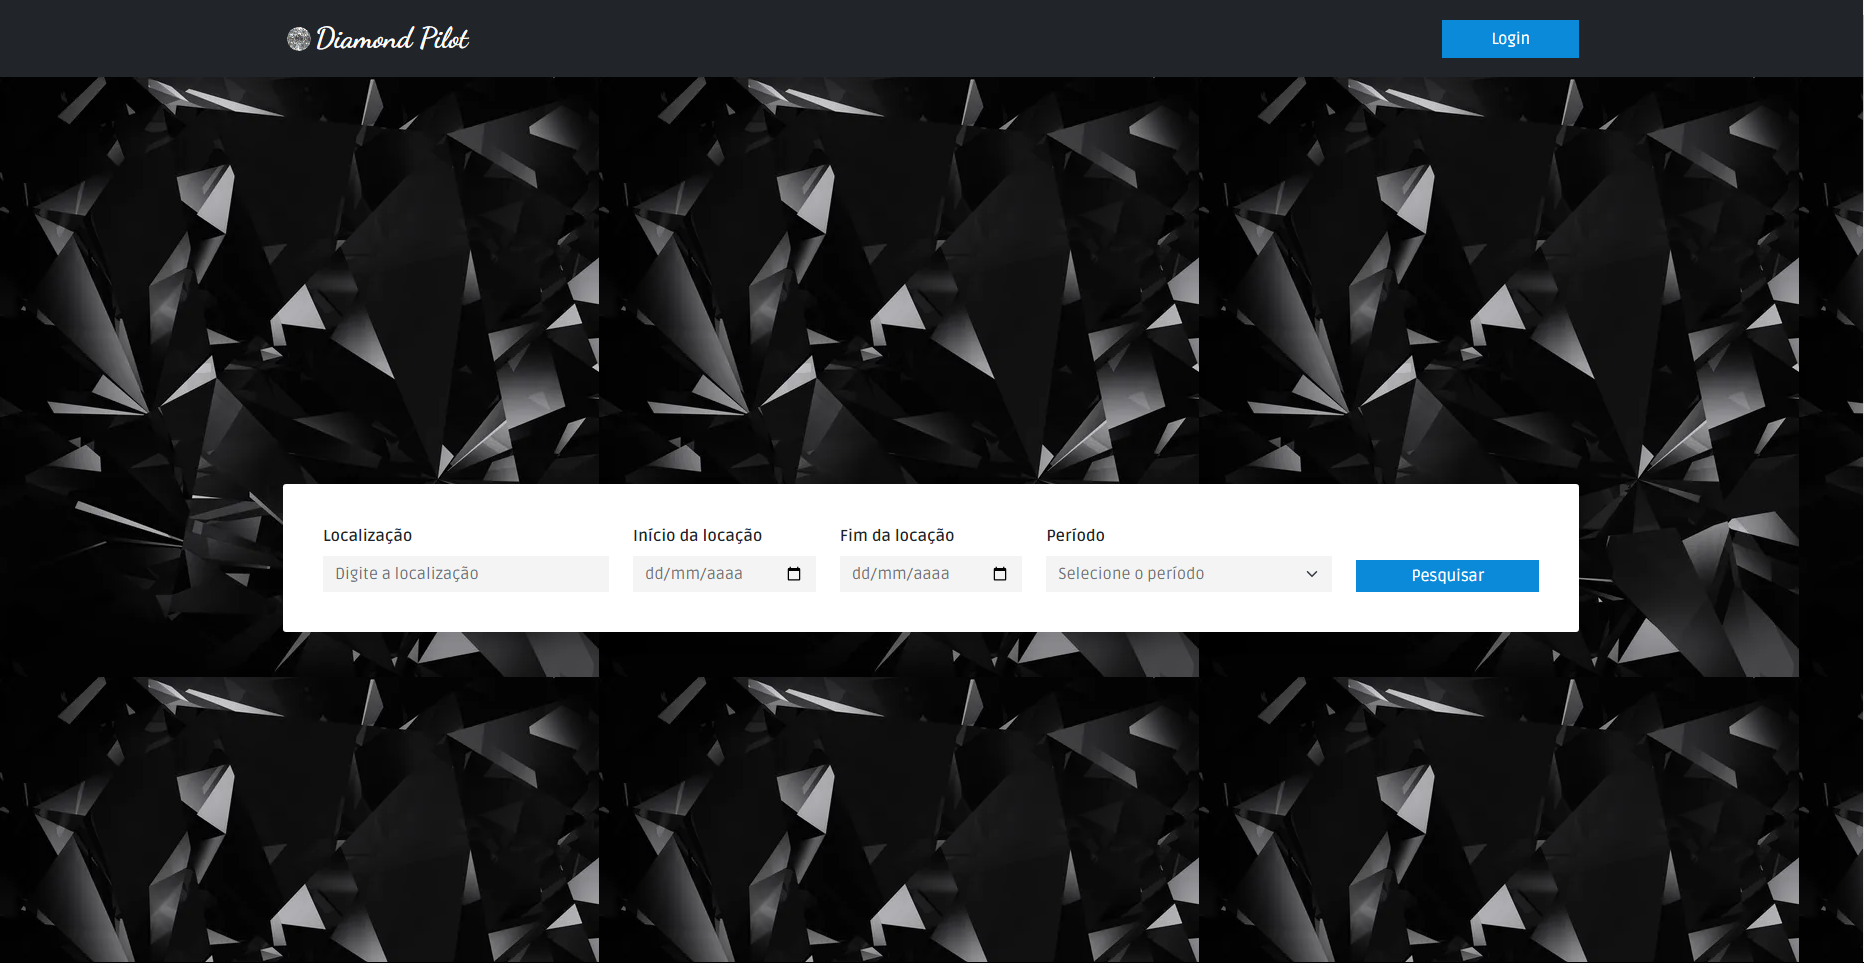 Diamond Pilot
Login
Localização
Início da locação
Fim da locação
Período
Digite a localização
dd/mm/aaaa
dd/mm/aaaa
Selecione o período
Pesquisar